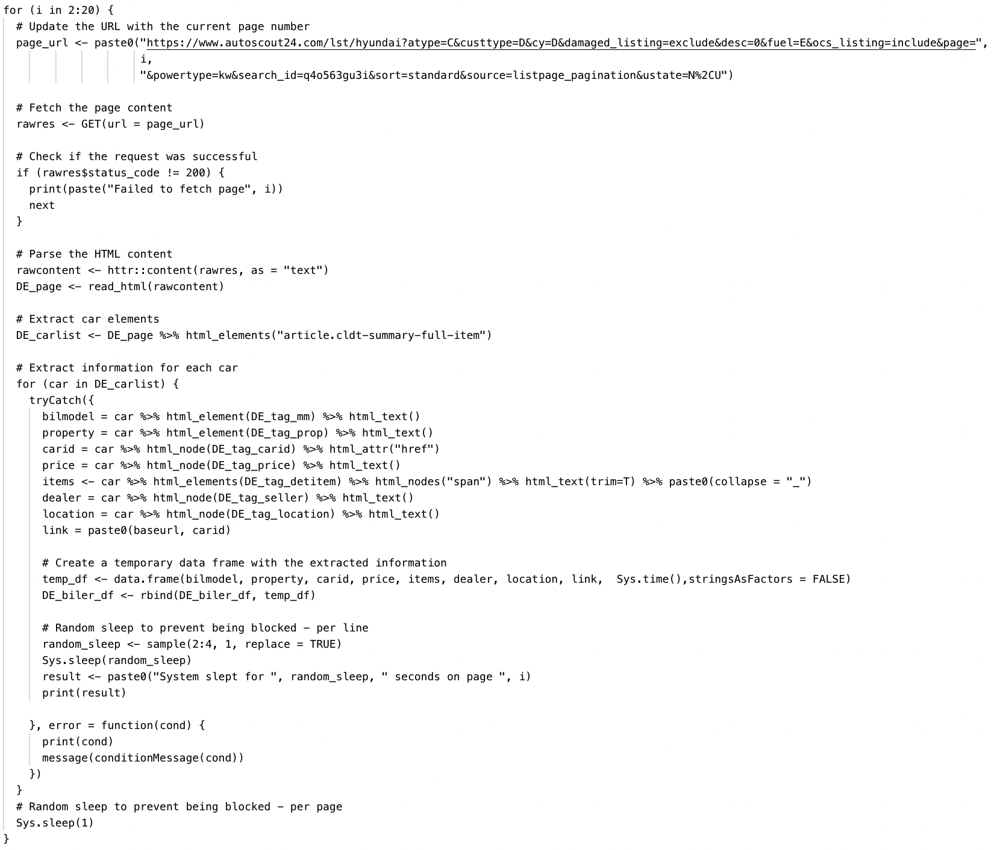 for (i in 2:20) {
  # Update the URL with the current page number
  page_url <- paste0("https://www.autoscout24.com/lst/hyundai?atype=C&custtype=D&cy=D&damaged_listing=exclude&desc=0&fuel=E&ocs_listing=include&page=",
                     i,
                     "&powertype=kw&search_id=q4o563gu3i&sort=standard&source=listpage_pagination&ustate=N%2CU")

  # Fetch the page content
  rawres <- GET(url = page_url)

  # Check if the request was successful
  if (rawres$status_code != 200) {
    print(paste("Failed to fetch page", i))
    next
  }

  # Parse the HTML content
  rawcontent <- httr::content(rawres, as = "text")
  DE_page <- read_html(rawcontent)

  # Extract car elements
  DE_carlist <- DE_page %>% html_elements("article.cldt-summary-full-item")

  # Extract information for each car
  for (car in DE_carlist) {
    tryCatch({
      bilmodel = car %>% html_element(DE_tag_mm) %>% html_text()
      property = car %>% html_element(DE_tag_prop) %>% html_text()
      carid = car %>% html_node(DE_tag_carid) %>% html_attr("href")
      price = car %>% html_node(DE_tag_price) %>% html_text()
      items <- car %>% html_elements(DE_tag_detitem) %>% html_nodes("span") %>% html_text(trim=T) %>% paste0(collapse = "_")
      dealer = car %>% html_node(DE_tag_seller) %>% html_text()
      location = car %>% html_node(DE_tag_location) %>% html_text()
      link = paste0(baseurl, carid)

      # Create a temporary data frame with the extracted information
      temp_df <- data.frame(bilmodel, property, carid, price, items, dealer, location, link,  Sys.time(),stringsAsFactors = FALSE)
      DE_biler_df <- rbind(DE_biler_df, temp_df)

      # Random sleep to prevent being blocked - per line
      random_sleep <- sample(2:4, 1, replace = TRUE)
      Sys.sleep(random_sleep)
      result <- paste0("System slept for ", random_sleep, " seconds on page ", i)
      print(result)

    }, error = function(cond) {
      print(cond)
      message(conditionMessage(cond))
    })
  }
  # Random sleep to prevent being blocked - per page
  Sys.sleep(1)
}